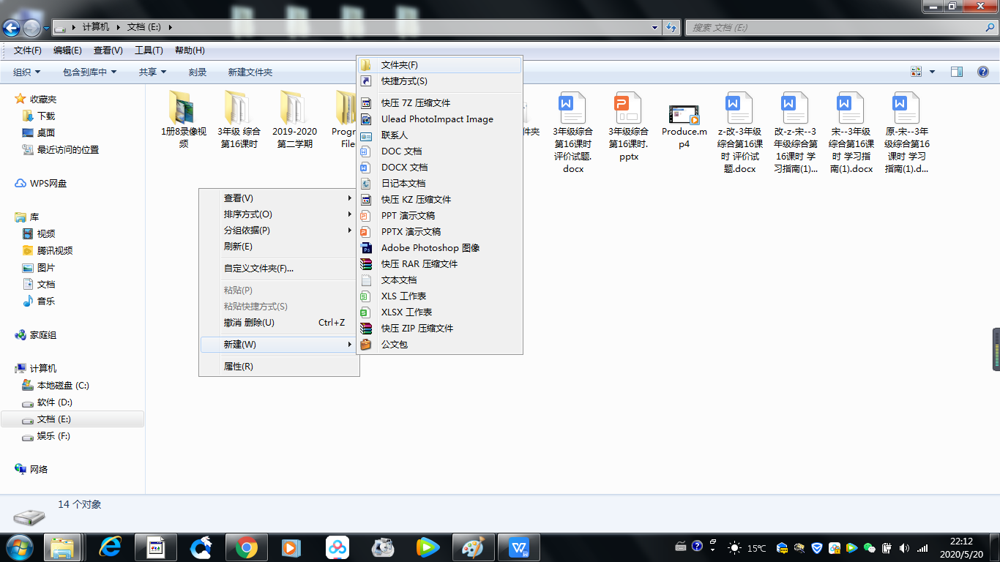 计算机 文档 (E:)
搜索 文档 (E:)
文件(F) 编辑(E) 查看(V) 工具(T) 帮助(H)
组织 包含到库中 共享 刻录 新建文件夹
收藏夹
下载
桌面
最近访问的位置
WPS网盘
库
视频
腾讯视频
图片
文档
音乐
家庭组
计算机
本地磁盘 (C:)
软件 (D:)
文档 (E:)
娱乐 (F:)
网络
1册8录像视
频
3年级 综合
第16课时
2019-2020
第二学期
Progr
File
件夹
3年级综合
第16课时
评价试题.
docx
3年级综合
第16课时.
pptx
Produce.m
p4
z-改-3年级
综合第16课
时 评价试
题.docx
改-z-宋--3
年级综合第
16课时 学
习指南(1)...
宋--3年级
综合第16课
时 学习指
南(1).docx
原-宋--3年
级综合第16
课时 学习
指南(1).d...
查看(V)
排序方式(O)
分组依据(P)
刷新(E)
自定义文件夹(F)...
粘贴(P)
粘贴快捷方式(S)
撤消 删除(U) Ctrl+Z
新建(W)
属性(R)
文件夹(F)
快捷方式(S)
快压 7Z 压缩文件
Ulead PhotoImpact Image
联系人
DOC 文档
DOCX 文档
日记本文档
快压 KZ 压缩文件
PPT 演示文稿
PPTX 演示文稿
Adobe Photoshop 图像
快压 RAR 压缩文件
文本文档
XLS 工作表
XLSX 工作表
快压 ZIP 压缩文件
公文包
14 个对象
15℃
22:12
2020/5/20